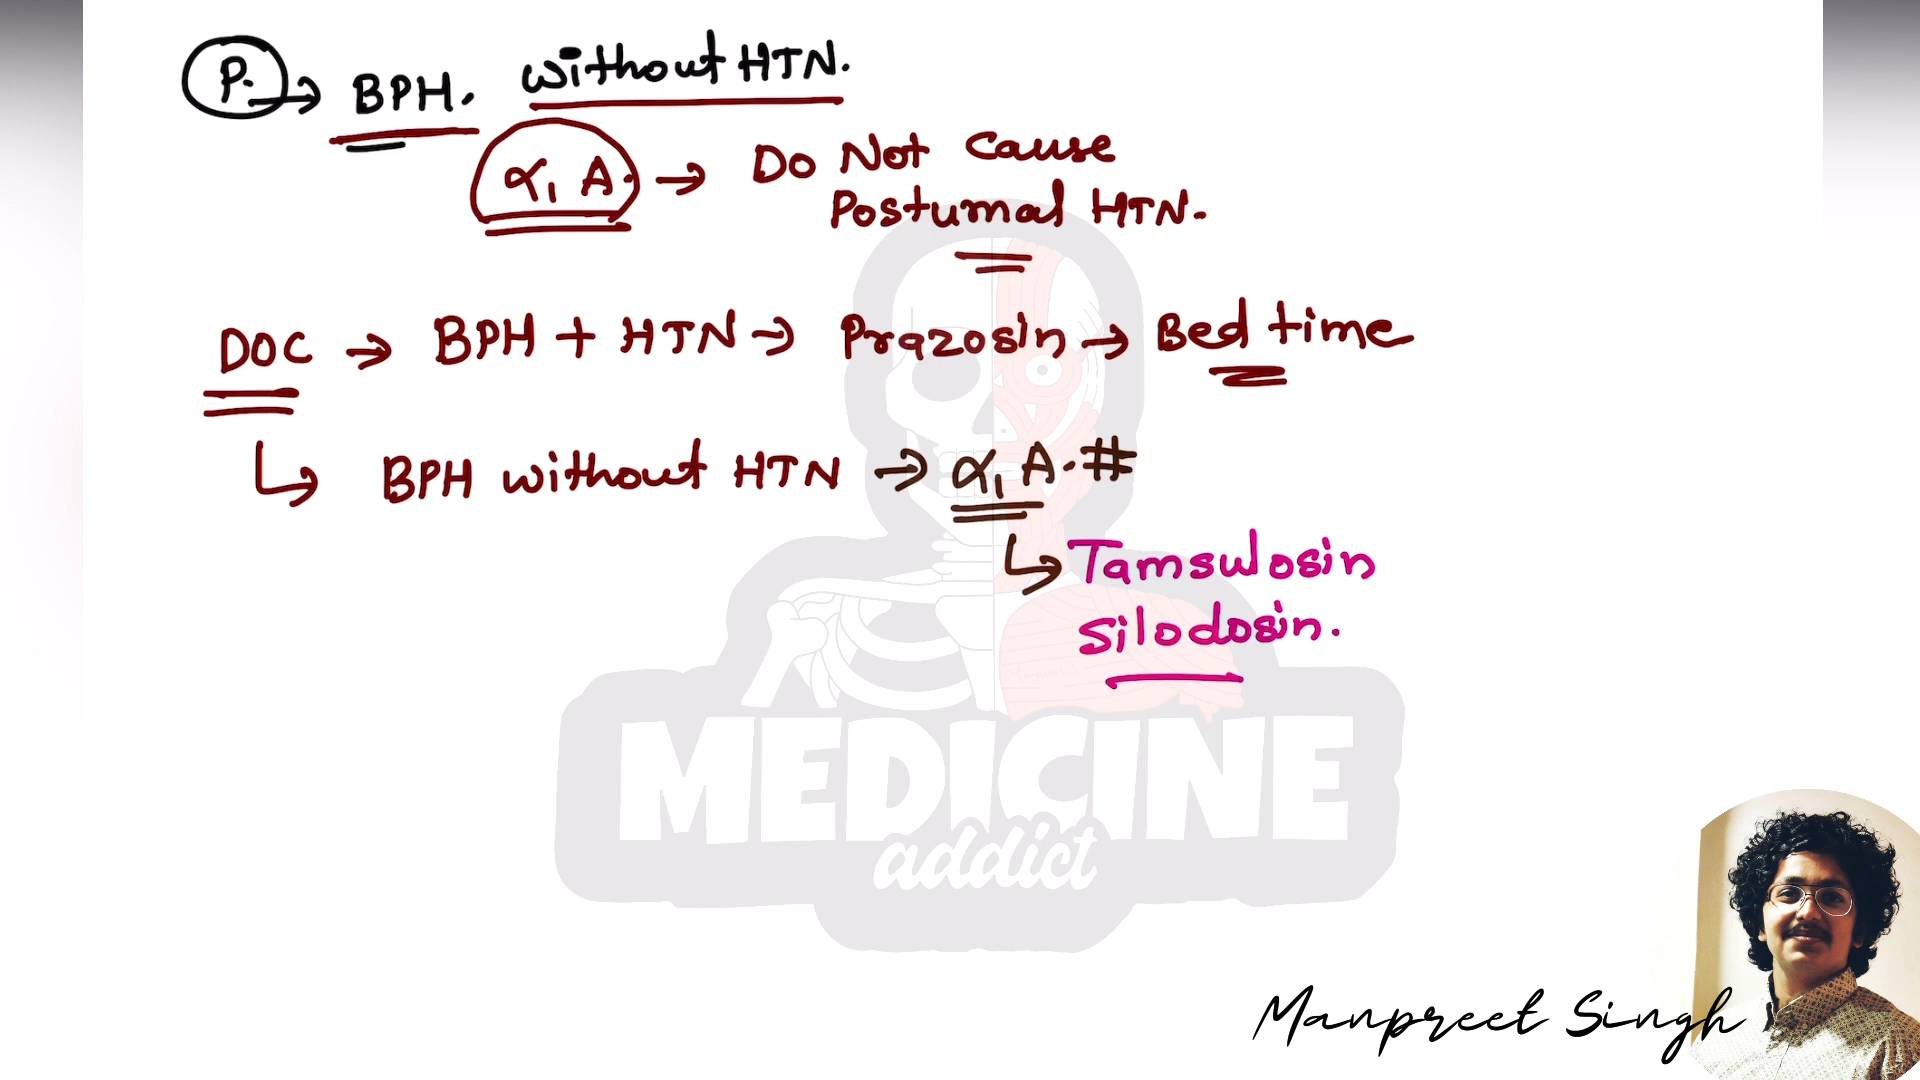 P. → BPH. without HTN.
α₁ A. → Do Not cause
Postumal HTN.
DOC → BPH + HTN → Prazosin → Bed time
↳ BPH without HTN → α₁ A. #
↳ Tamsulosin
Silodosin.
MEDICINE
addict
Manpreet Singh